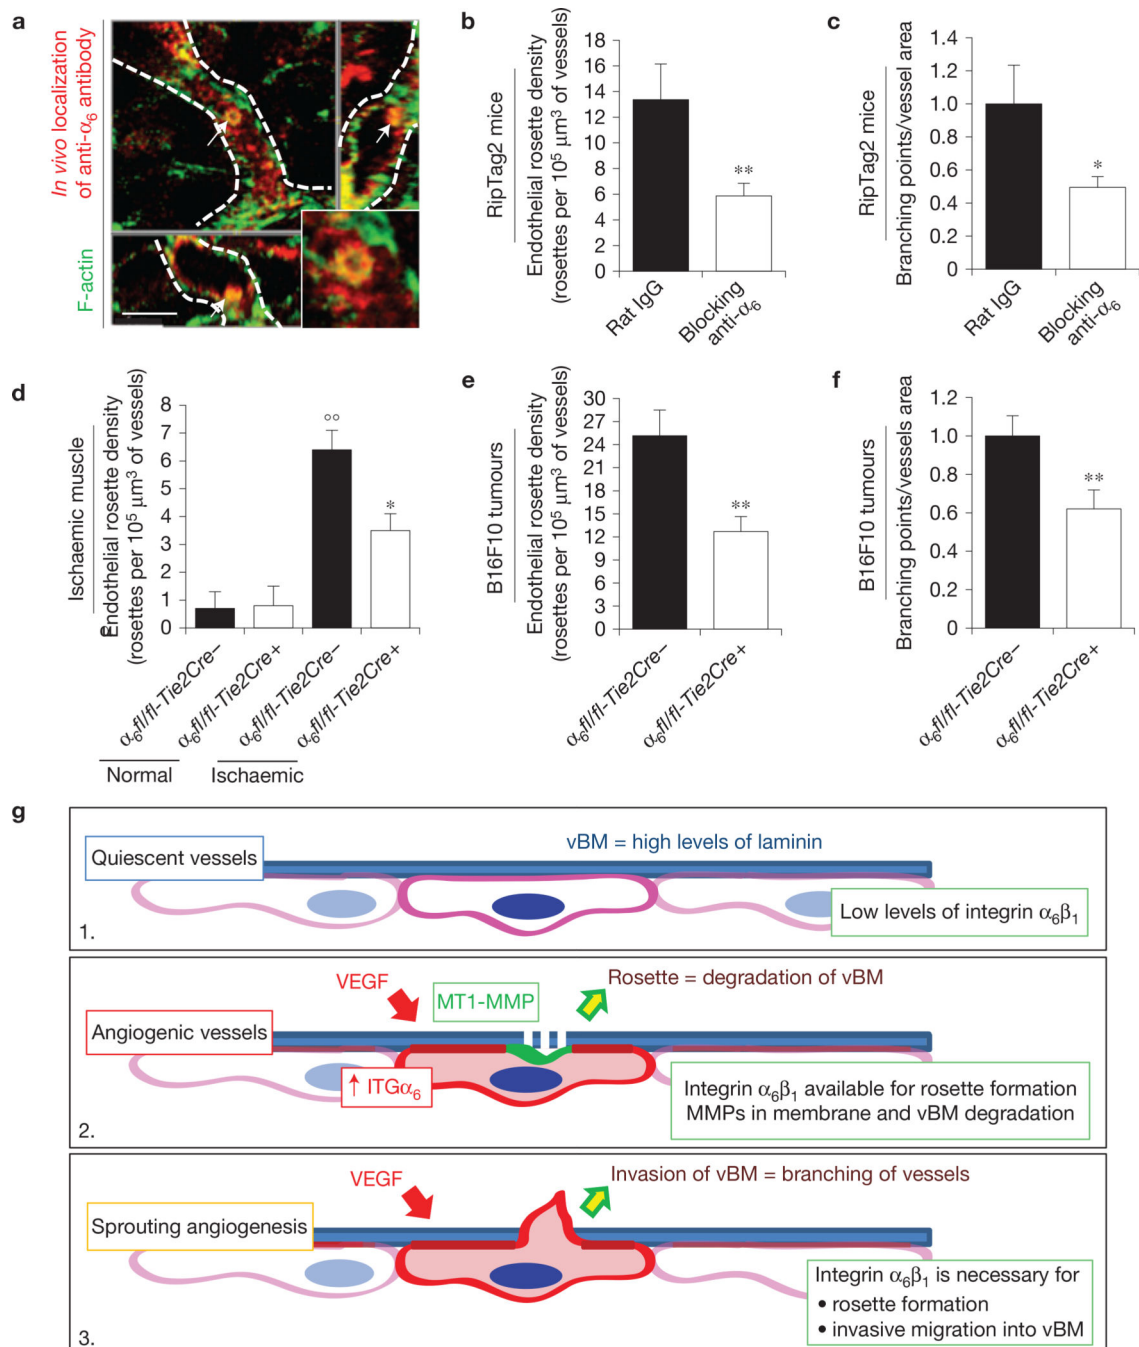 a
In vivo localization
of anti-α6 antibody
F-actin
b
RipTag2 mice
Endothelial rosette density
(rosettes per 10⁵ μm³ of vessels)
18
16
14
12
10
8
6
4
2
0
**
Rat IgG
Blocking
anti-α6
c
RipTag2 mice
Branching points/vessel area
1.4
1.2
1.0
0.8
0.6
0.4
0.2
0
*
Rat IgG
Blocking
anti-α6
d
Ischaemic muscle
Endothelial rosette density
(rosettes per 10⁵ μm³ of vessels)
8
7
6
5
4
3
2
1
0
0
°°
*
α6fl/fl-Tie2Cre–
α6fl/fl-Tie2Cre+
α6fl/fl-Tie2Cre–
α6fl/fl-Tie2Cre+
Normal
Ischaemic
e
B16F10 tumours
Endothelial rosette density
(rosettes per 10⁵ μm³ of vessels)
30
27
24
21
18
15
12
9
6
3
0
**
α6fl/fl-Tie2Cre–
α6fl/fl-Tie2Cre+
f
B16F10 tumours
Branching points/vessels area
1.2
1.0
0.8
0.6
0.4
0.2
0
**
α6fl/fl-Tie2Cre–
α6fl/fl-Tie2Cre+
g
vBM = high levels of laminin
Quiescent vessels
Low levels of integrin α6β1
1.
VEGF
MT1-MMP
Rosette = degradation of vBM
Angiogenic vessels
↑ ITGα6
Integrin α6β1 available for rosette formation
MMPs in membrane and vBM degradation
2.
VEGF
Invasion of vBM = branching of vessels
Sprouting angiogenesis
Integrin α6β1 is necessary for
• rosette formation
• invasive migration into vBM
3.